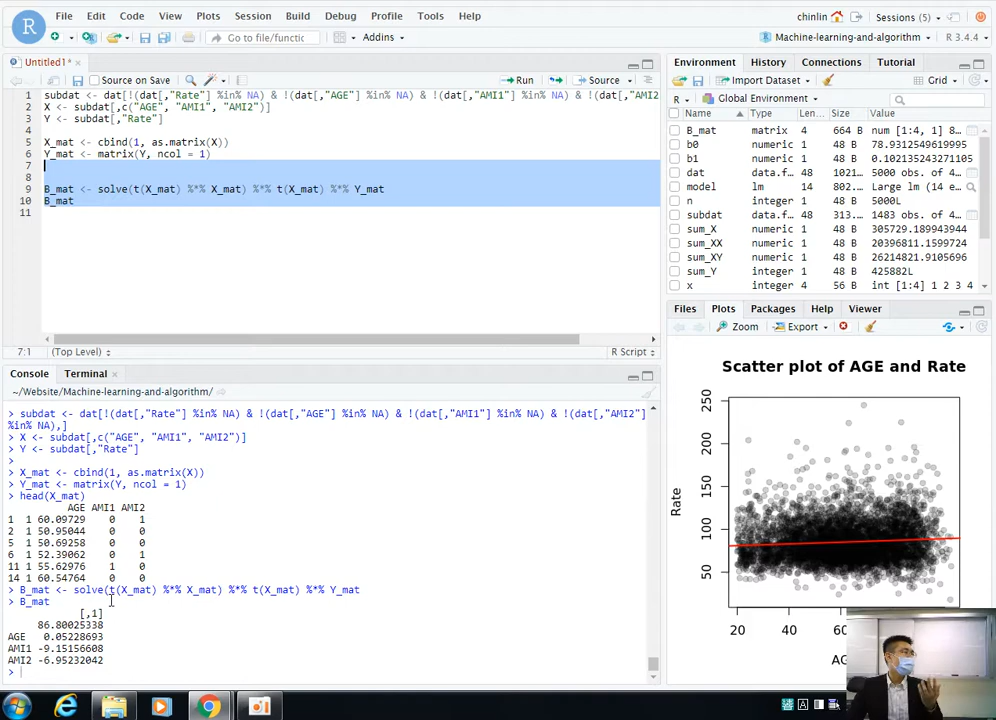 File Edit Code View Plots Session Build Debug Profile Tools Help
chinlin Sessions (5)
R
Go to file/functic Addins Machine-learning-and-algorithm R 3.4.4
Untitled1*
Source on Save Run Source
1 subdat <- dat[!(dat[,"Rate"] %in% NA) & !(dat[,"AGE"] %in% NA) & !(dat[,"AMI1"] %in% NA) & !(dat[,"AMI2
2 X <- subdat[,c("AGE", "AMI1", "AMI2")]
3 Y <- subdat[,"Rate"]
4
5 X_mat <- cbind(1, as.matrix(X))
6 Y_mat <- matrix(Y, ncol = 1)
7
8
9 B_mat <- solve(t(X_mat) %*% X_mat) %*% t(X_mat) %*% Y_mat
10 B_mat
11
7:1 (Top Level) R Script
Console Terminal
~/Website/Machine-learning-and-algorithm/
> subdat <- dat[!(dat[,"Rate"] %in% NA) & !(dat[,"AGE"] %in% NA) & !(dat[,"AMI1"] %in% NA) & !(dat[,"AMI2"]
%in% NA),]
> X <- subdat[,c("AGE", "AMI1", "AMI2")]
> Y <- subdat[,"Rate"]
>
> X_mat <- cbind(1, as.matrix(X))
> Y_mat <- matrix(Y, ncol = 1)
> head(X_mat)
AGE AMI1 AMI2
1 1 60.09729 0 1
2 1 50.95044 0 0
5 1 50.69258 0 0
6 1 52.39062 0 1
11 1 55.62976 1 0
14 1 60.54764 0 0
> B_mat <- solve(t(X_mat) %*% X_mat) %*% t(X_mat) %*% Y_mat
> B_mat
[,1]
86.80025338
AGE 0.05228693
AMI1 -9.15156608
AMI2 -6.95232042
>
Environment History Connections Tutorial
Import Dataset Grid
R Global Environment
Name Type Len... Size Value
B_mat matrix 4 664 B num [1:4, 1] 8...
b0 numeric 1 48 B 78.9312549619995
b1 numeric 1 48 B 0.102135243271105
dat data.f... 48 1021... 5000 obs. of 4...
model lm 14 802... Large lm (14 e...
n integer 1 48 B 5000L
subdat data.f... 48 313... 1483 obs. of 4...
sum_X numeric 1 48 B 305729.189943944
sum_XX numeric 1 48 B 20396811.1599724
sum_XY numeric 1 48 B 26214821.9105696
sum_Y integer 1 48 B 425882L
x integer 4 56 B int [1:4] 1 2 3 4
Files Plots Packages Help Viewer
Zoom Export
Scatter plot of AGE and Rate
Rate
250
200
150
100
50
20 40 60
AG
A